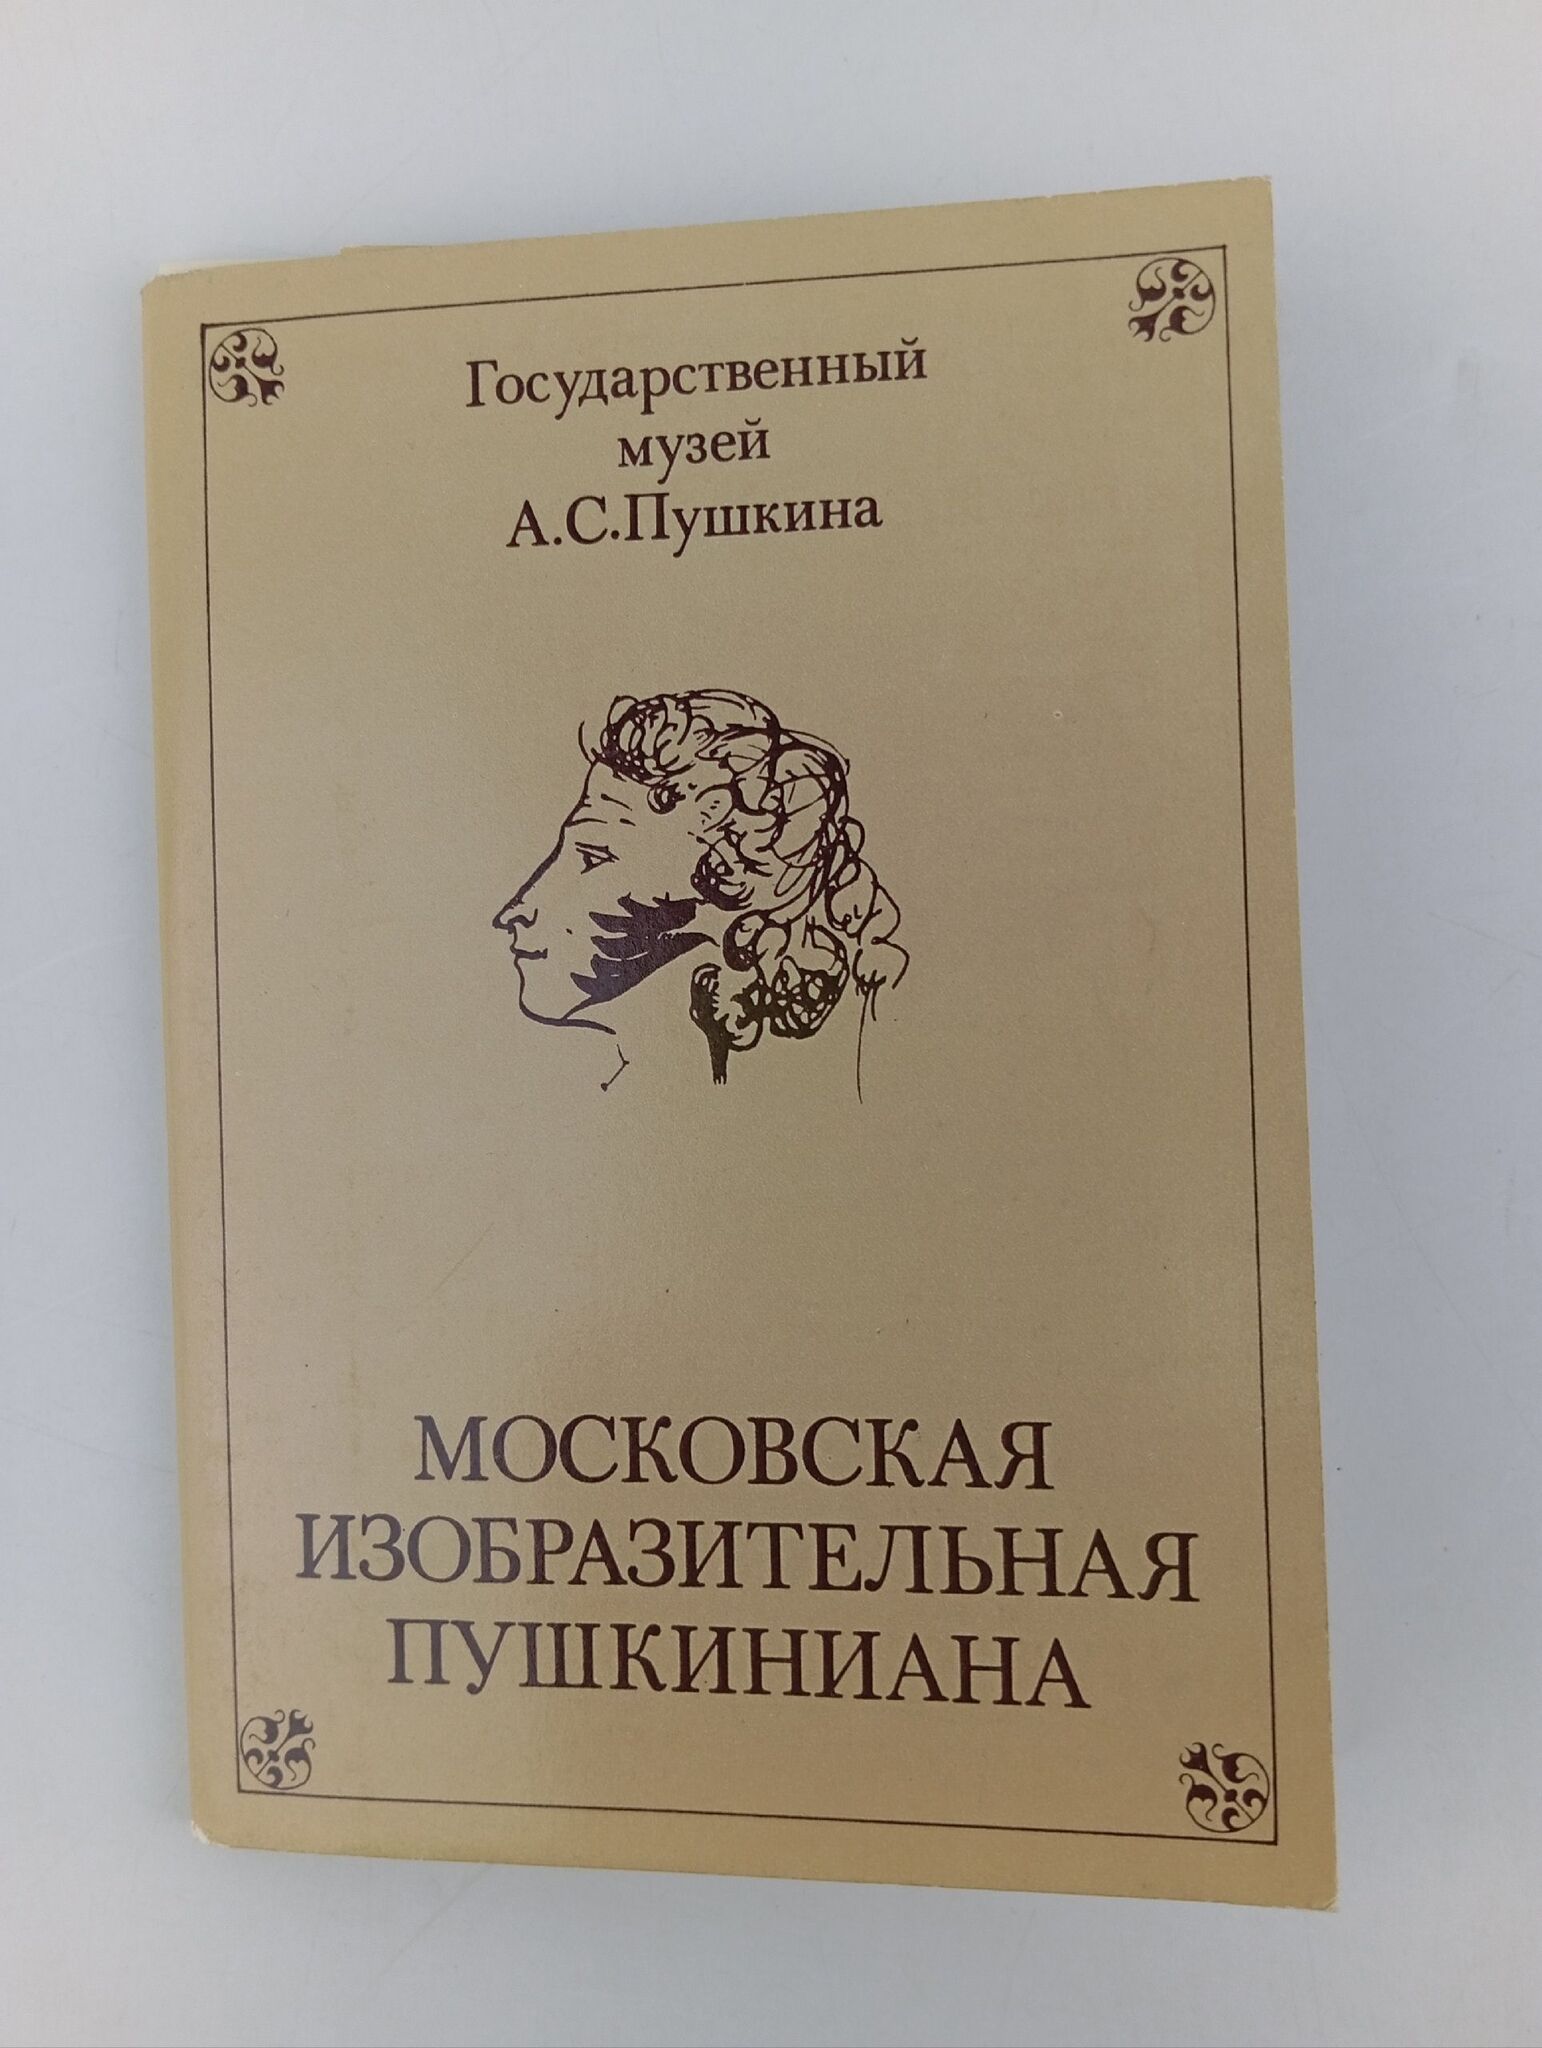 Государственный
музей
А.С.Пушкина
МОСКОВСКАЯ
ИЗОБРАЗИТЕЛЬНАЯ
ПУШКИНИАНА